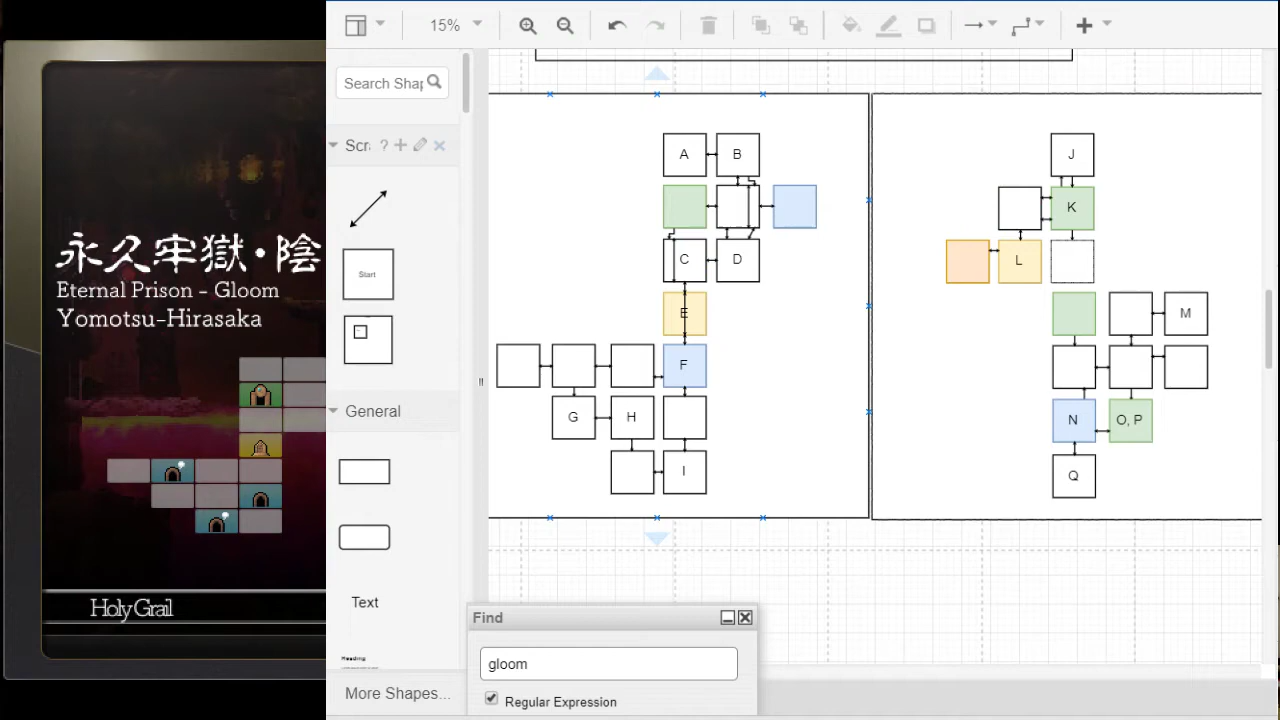 永久牢獄・陰
Eternal Prison - Gloom
Yomotsu-Hirasaka
Holy Grail
15%
Search Shap
Scr.
?
Start
General
Text
Heading
More Shapes...
A
B
C
D
E
F
G
H
I
J
K
L
M
N
O, P
Q
Find
gloom
Regular Expression